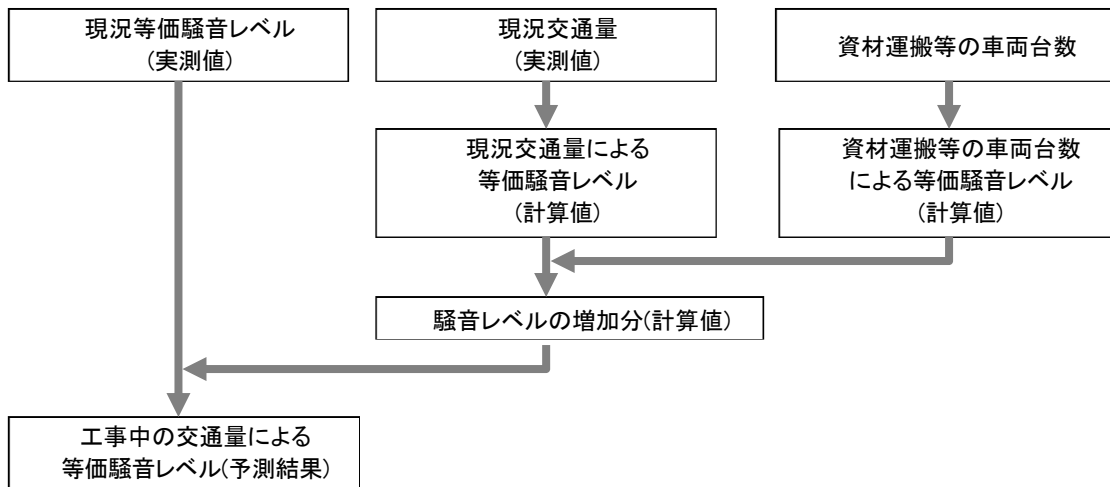 現況等価騒音レベル
(実測値)
現況交通量
(実測値)
資材運搬等の車両台数
現況交通量による
等価騒音レベル
(計算値)
資材運搬等の車両台数
による等価騒音レベル
(計算値)
騒音レベルの増加分(計算値)
工事中の交通量による
等価騒音レベル(予測結果)